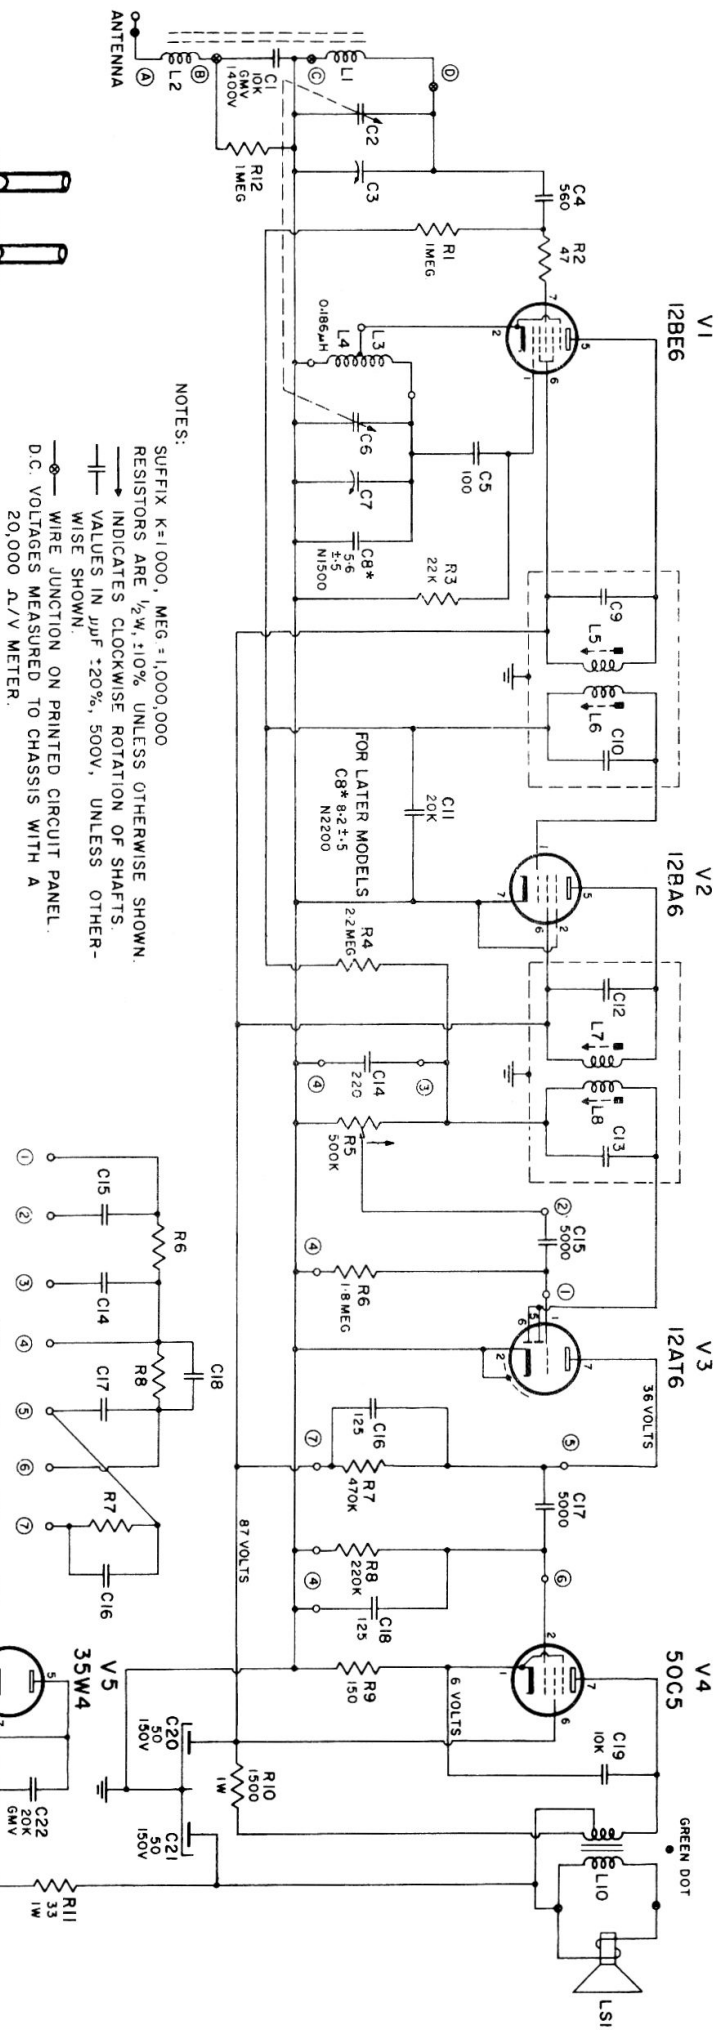 V1
12BE6
V2
12BA6
V3
12AT6
V4
50C5
ANTENNA
A
L2
B
C1
10K
GMV
1400V
C
L1
D
R12
1MEG
C2
C3
C4
560
R1
1MEG
R2
47
7
5
2
6
1
0.186µH
L4
L3
C6
C7
C5
100
C8*
5.6
±.5
N1500
R3
22K
C9
L5
L6
C10
C11
20K
FOR LATER MODELS
C8* 8.2 ±.5
N2200
1
5
7
6
2
R4
2.2 MEG
C12
L7
L8
C13
3
C14
220
4
R5
500K
2
C15
5000
1
4
R6
1.8 MEG
1
5
6
2
7
36 VOLTS
5
C16
125
7
R7
470K
C17
5000
6
R8
220K
4
C18
125
87 VOLTS
2
7
1
6
R9
150
6 VOLTS
C19
10K
GREEN DOT
L10
LS1
R10
1500
1W
C20
50
150V
C21
50
150V
V5
35W4
5
7
C22
20K
GMV
R11
33
1W
NOTES:
SUFFIX K=1000, MEG = 1,000,000
RESISTORS ARE ½W, ±10% UNLESS OTHERWISE SHOWN.
INDICATES CLOCKWISE ROTATION OF SHAFTS.
VALUES IN µµF ±20%, 500V, UNLESS OTHER-
WISE SHOWN.
WIRE JUNCTION ON PRINTED CIRCUIT PANEL.
D.C. VOLTAGES MEASURED TO CHASSIS WITH A
20,000 Ω/V METER.
R6
C18
C15
C14
R8
C17
R7
C16
1
2
3
4
5
6
7